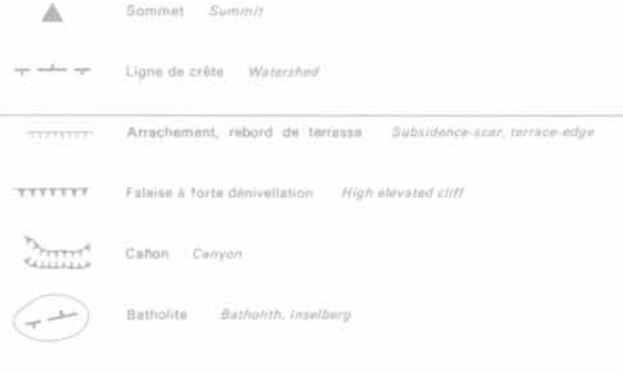 Sommet Summit
Ligne de crête Watershed
Arrachement, rebord de terrasse Subsidence-scar, terrace-edge
Falaise à forte dénivellation High elevated cliff
Cañon Canyon
Batholite Batholith, Inselberg